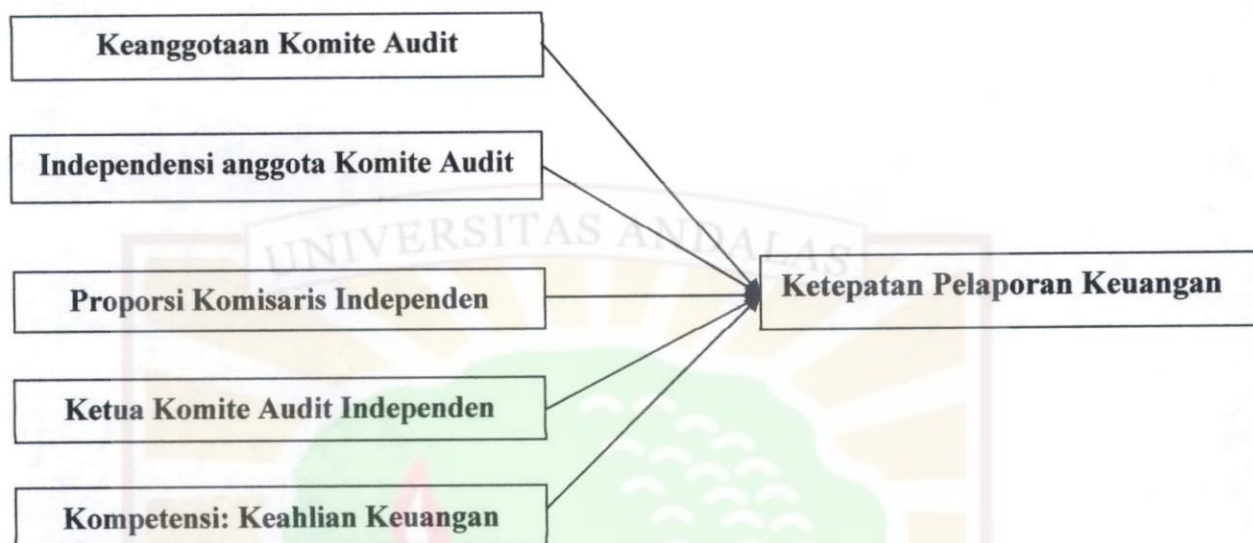 Keanggotaan Komite Audit
Independensi anggota Komite Audit
UNIVERSITAS ANDALAS
Proporsi Komisaris Independen
Ketepatan Pelaporan Keuangan
Ketua Komite Audit Independen
Kompetensi: Keahlian Keuangan